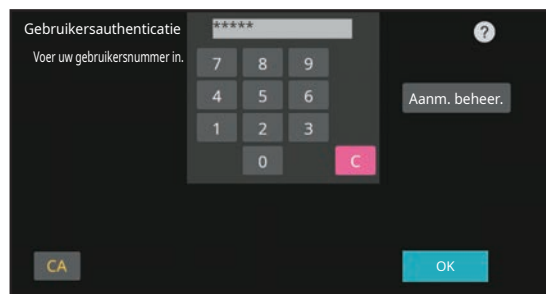 Gebruikersauthenticatie
*****
?
Voer uw gebruikersnummer in.
7 8 9
4 5 6
Aanm. beheer.
1 2 3
0 C
CA
OK